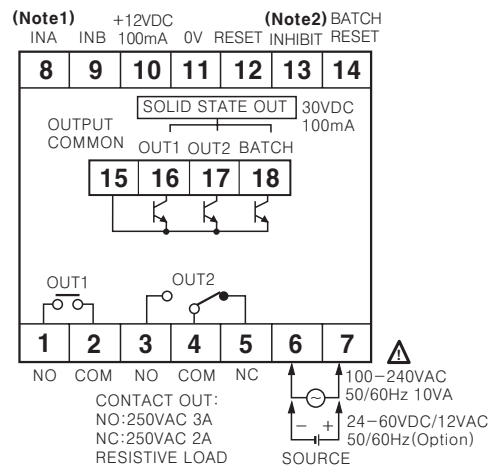 (Note1) +12VDC (Note2) BATCH
INA INB 100mA 0V RESET INHIBIT RESET
8 9 10 11 12 13 14
SOLID STATE OUT 30VDC
100mA
OUTPUT
COMMON OUT1 OUT2 BATCH
15 16 17 18
OUT1 OUT2
1 2 3 4 5 6 7
NO COM NO COM NC
100-240VAC
50/60Hz 10VA
CONTACT OUT:
NO:250VAC 3A
NC:250VAC 2A
RESISTIVE LOAD
- +
24-60VDC/12VAC
50/60Hz(Option)
SOURCE